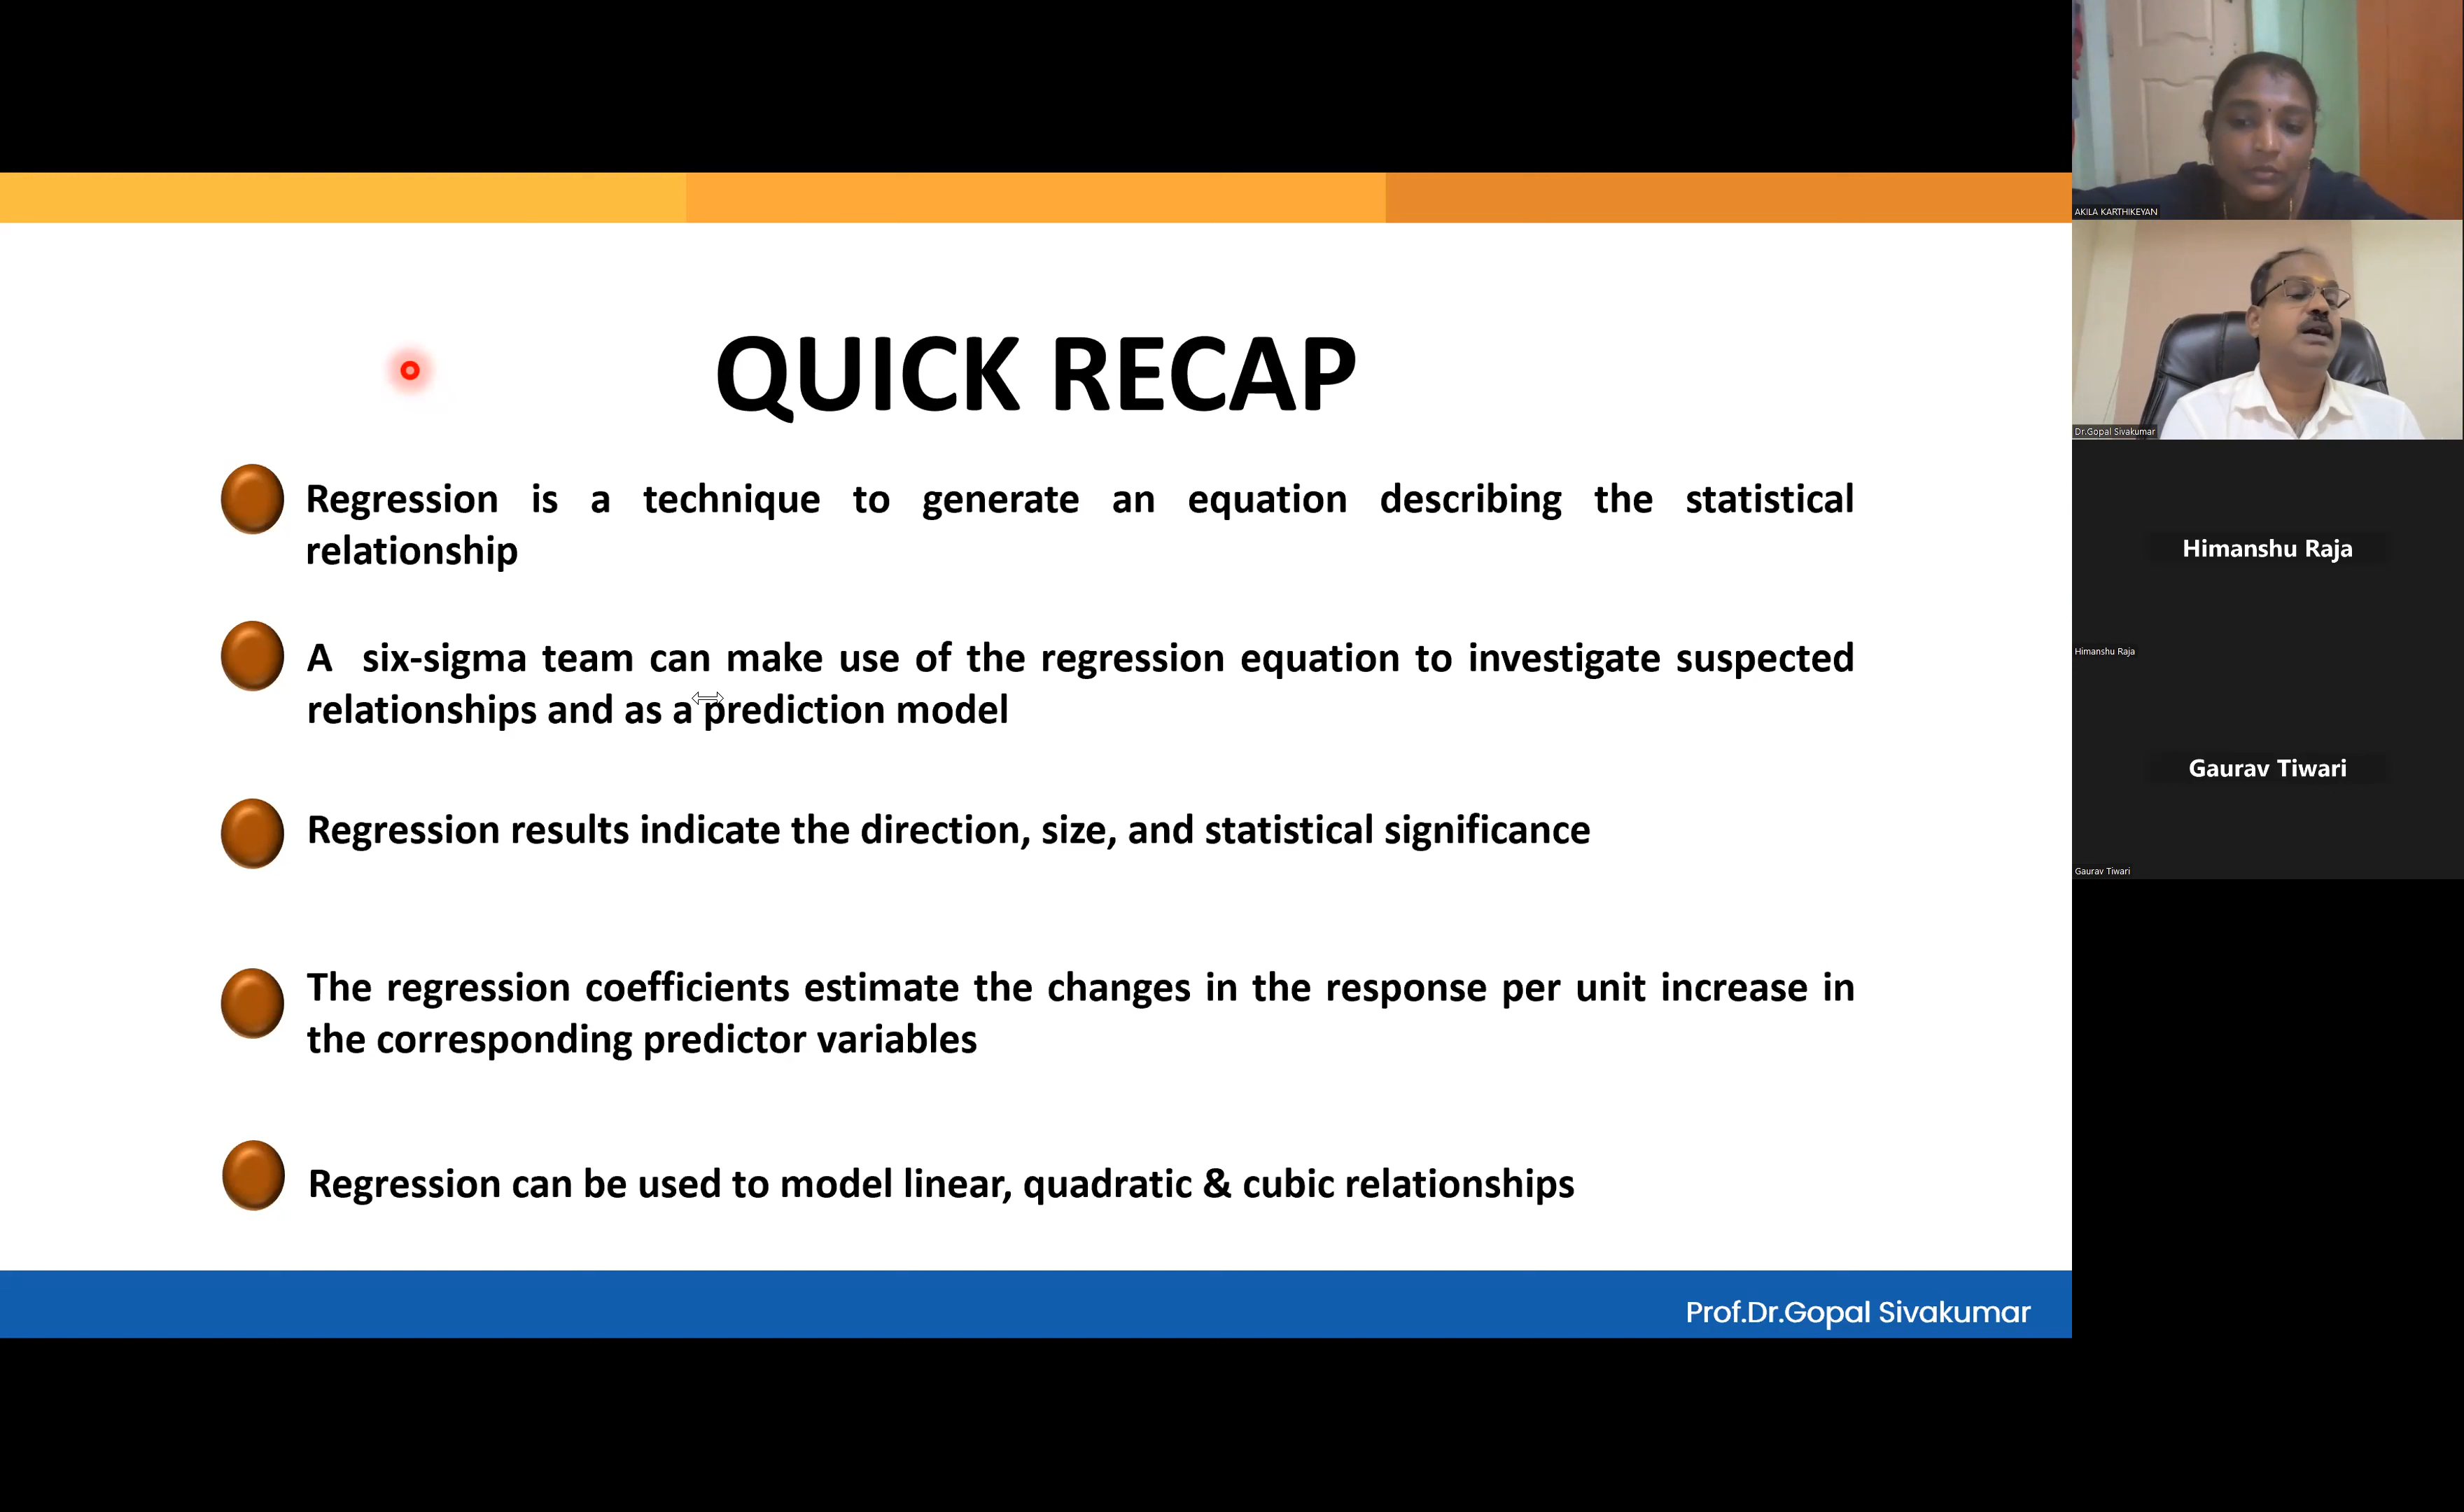 QUICK RECAP
Regression is a technique to generate an equation describing the statistical
relationship
A six-sigma team can make use of the regression equation to investigate suspected
relationships and as a prediction model
Regression results indicate the direction, size, and statistical significance
The regression coefficients estimate the changes in the response per unit increase in
the corresponding predictor variables
Regression can be used to model linear, quadratic & cubic relationships
Prof.Dr.Gopal Sivakumar
AKILA KARTHIKEYAN
Dr.Gopal Sivakumar
Himanshu Raja
Himanshu Raja
Gaurav Tiwari
Gaurav Tiwari